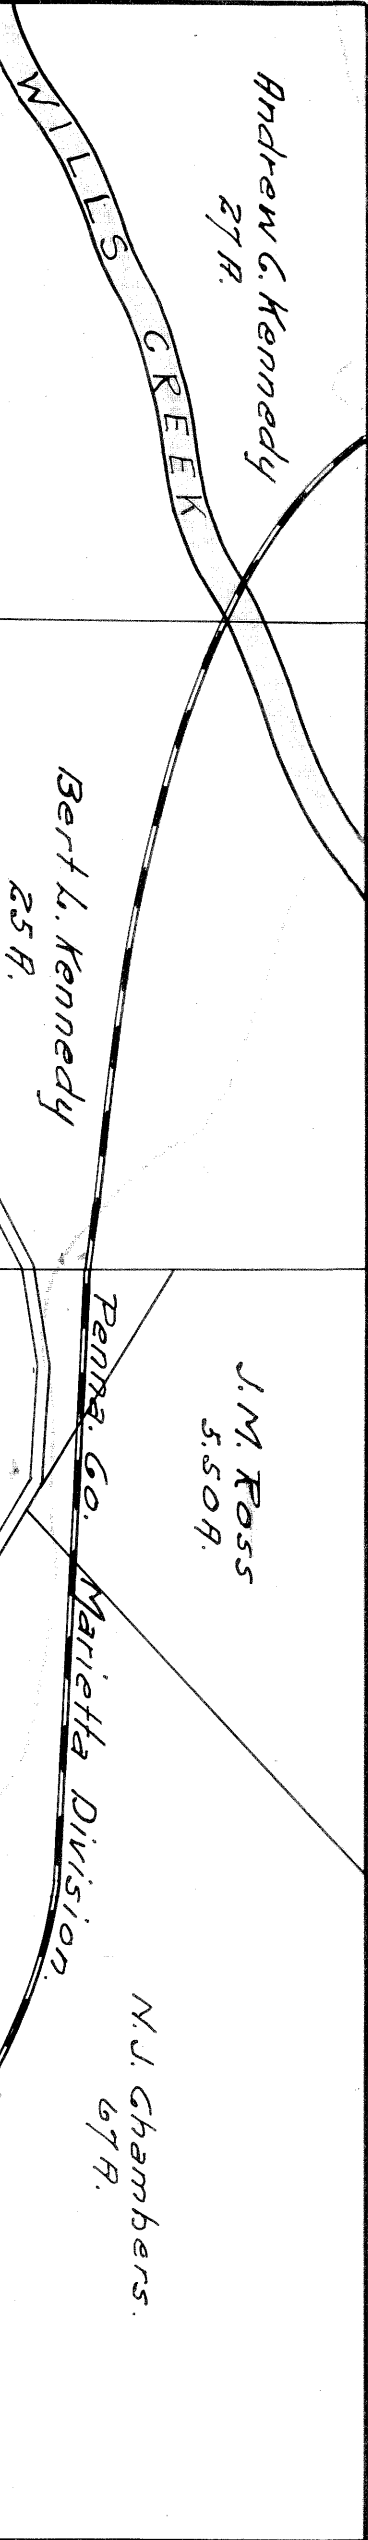 Andrew C. Kennedy
27 A.
WILLS CREEK
Bert L. Kennedy
25 A.
J. M. Ross
5.50 A.
Penna. Co. Marietta Division.
N. J. Chambers.
67 A.